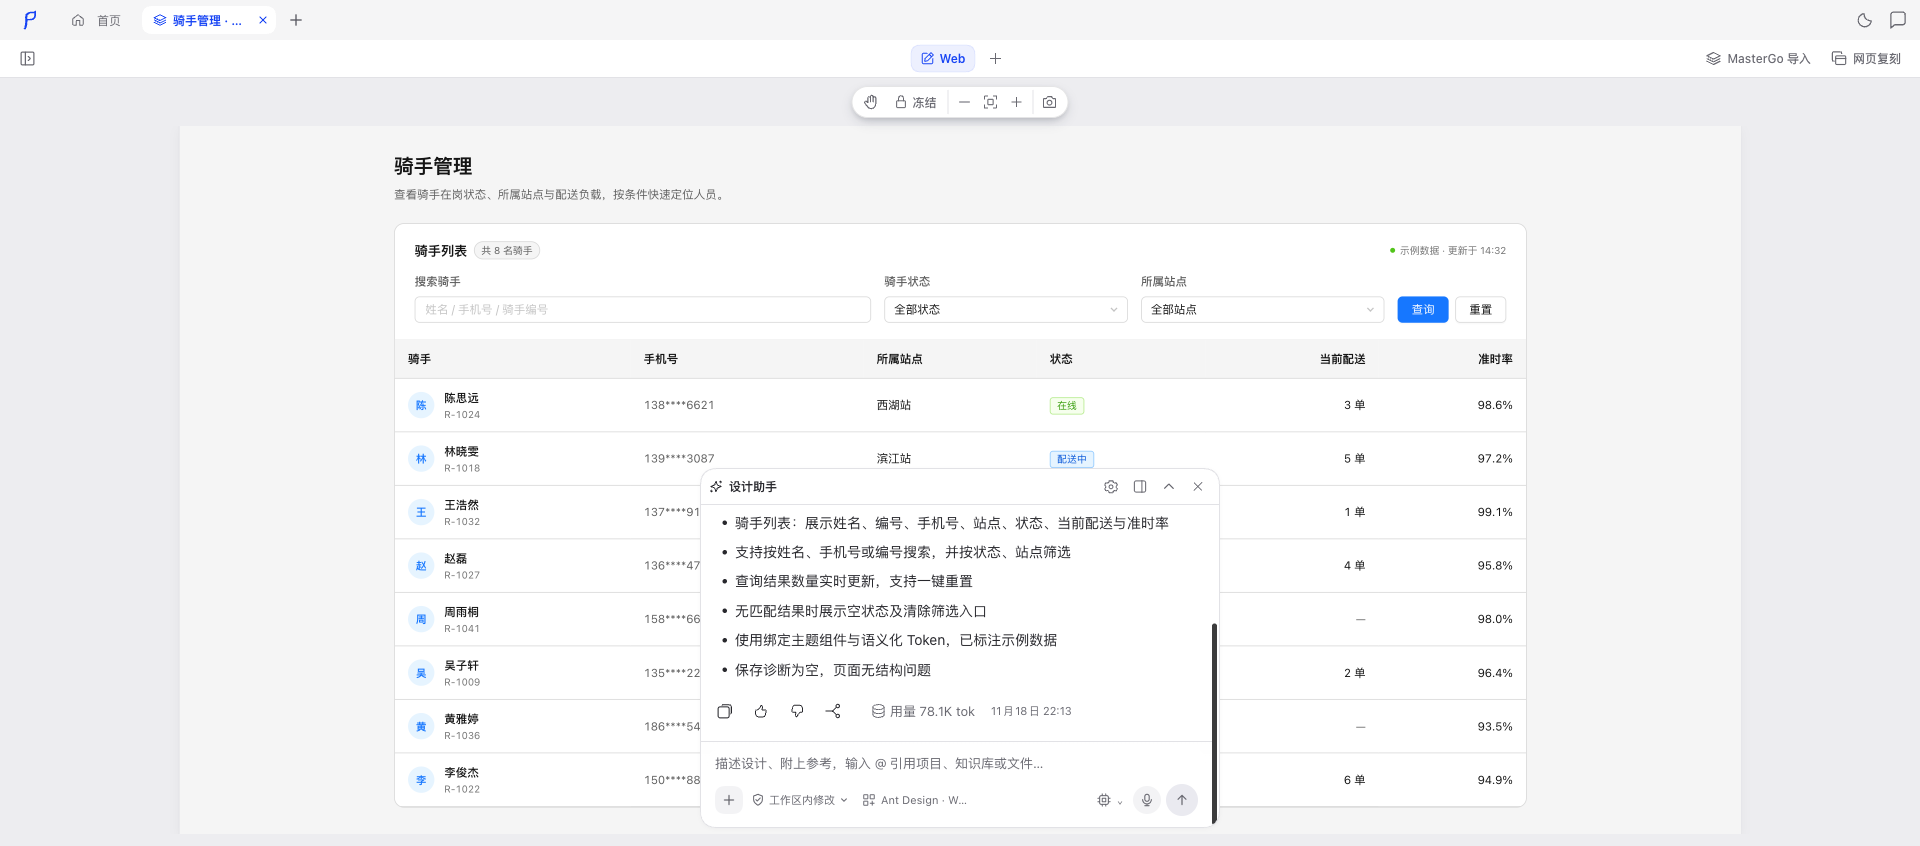 首页
骑手管理 · ...
Web
MasterGo 导入
网页复刻
冻结
骑手管理
查看骑手在岗状态、所属站点与配送负载，按条件快速定位人员。
骑手列表
共 8 名骑手
示例数据 · 更新于 14:32
搜索骑手
骑手状态
所属站点
姓名 / 手机号 / 骑手编号
全部状态
全部站点
查询
重置
骑手 手机号 所属站点 状态 当前配送 准时率
陈 陈思远 138****6621 西湖站 在线 3 单 98.6%
R-1024
林 林晓雯 139****3087 滨江站 配送中 5 单 97.2%
R-1018
王 王浩然 137****91 1 单 99.1%
R-1032
赵 赵磊 136****47 4 单 95.8%
R-1027
周 周雨桐 158****66 — 98.0%
R-1041
吴 吴子轩 135****22 2 单 96.4%
R-1009
黄 黄雅婷 186****54 — 93.5%
R-1036
李 李俊杰 150****88 6 单 94.9%
R-1022
设计助手
• 骑手列表：展示姓名、编号、手机号、站点、状态、当前配送与准时率
• 支持按姓名、手机号或编号搜索，并按状态、站点筛选
• 查询结果数量实时更新，支持一键重置
• 无匹配结果时展示空状态及清除筛选入口
• 使用绑定主题组件与语义化 Token，已标注示例数据
• 保存诊断为空，页面无结构问题
用量 78.1K tok
11月18日 22:13
描述设计、附上参考，输入 @ 引用项目、知识库或文件...
工作区内修改
Ant Design · W...